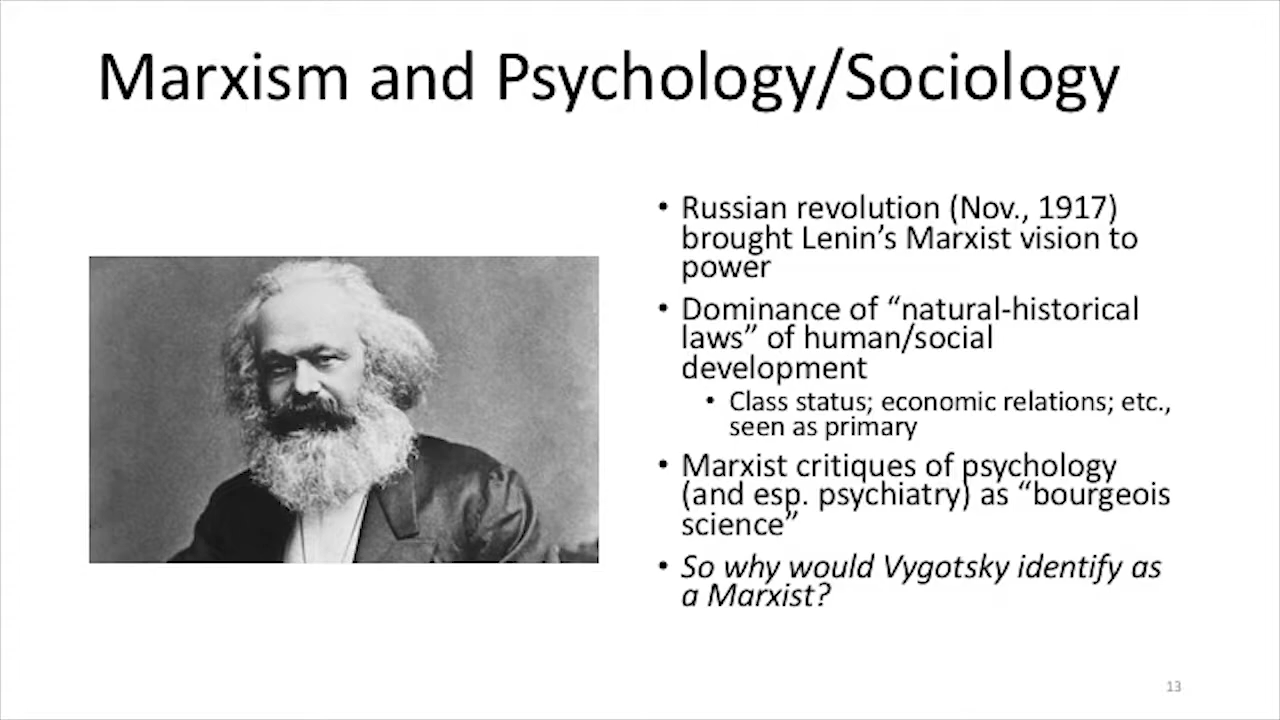 Marxism and Psychology/Sociology
• Russian revolution (Nov., 1917)
brought Lenin’s Marxist vision to
power
• Dominance of “natural-historical
laws” of human/social
development
• Class status; economic relations; etc.,
seen as primary
• Marxist critiques of psychology
(and esp. psychiatry) as “bourgeois
science”
• So why would Vygotsky identify as
a Marxist?
13